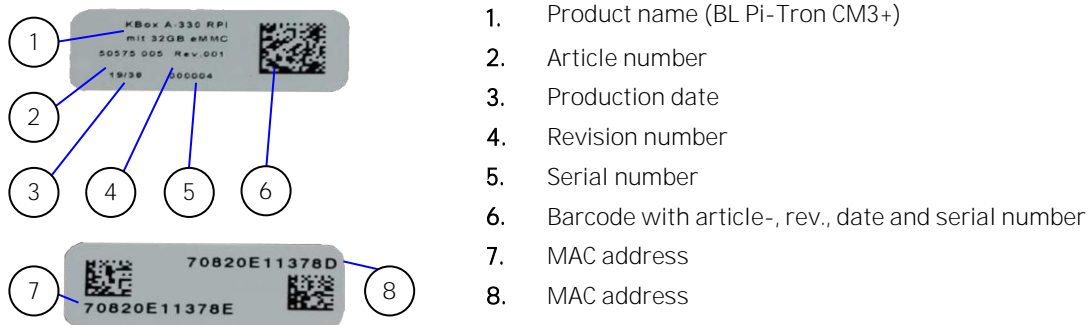 KBox A-330 RPI
mit 32GB eMMC
50575 005 Rev.001
19/38 000004
1
2
3
4
5
6
70820E11378D
70820E11378E
7
8
1. Product name (BL Pi-Tron CM3+)
2. Article number
3. Production date
4. Revision number
5. Serial number
6. Barcode with article-, rev., date and serial number
7. MAC address
8. MAC address